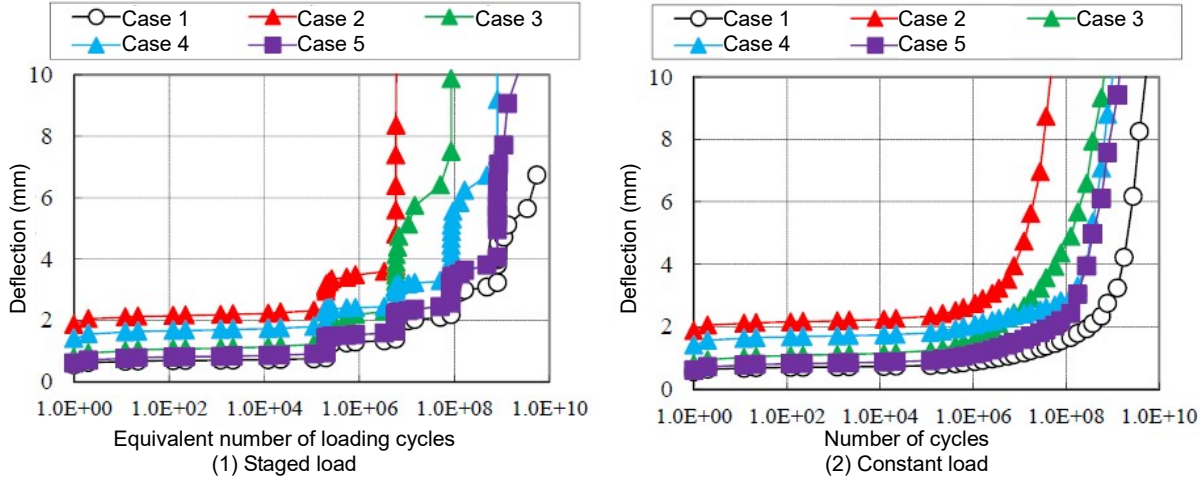 Case 1 Case 2 Case 3
Case 4 Case 5
10
8
6
4
2
0
Deflection (mm)
1.0E+00 1.0E+02 1.0E+04 1.0E+06 1.0E+08 1.0E+10
Equivalent number of loading cycles
(1) Staged load
Case 1 Case 2 Case 3
Case 4 Case 5
10
8
6
4
2
0
Deflection (mm)
1.0E+00 1.0E+02 1.0E+04 1.0E+06 1.0E+08 1.0E+10
Number of cycles
(2) Constant load